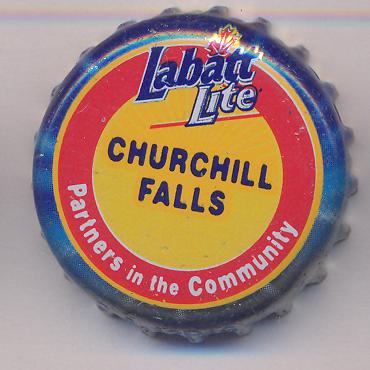 Labatt
Lite
CHURCHILL
FALLS
Partners in the Community